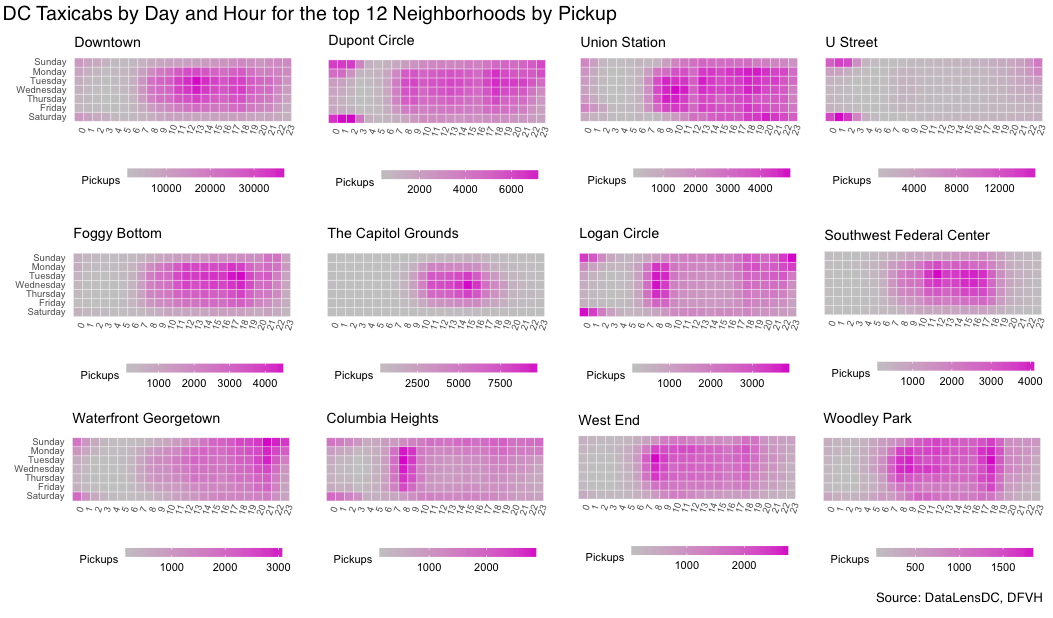 DC Taxicabs by Day and Hour for the top 12 Neighborhoods by Pickup
Downtown
Sunday
Monday
Tuesday
Wednesday
Thursday
Friday
Saturday
0 1 2 3 4 5 6 7 8 9 10 11 12 13 14 15 16 17 18 19 20 21 22 23
Pickups
10000 20000 30000
Dupont Circle
0 1 2 3 4 5 6 7 8 9 10 11 12 13 14 15 16 17 18 19 20 21 22 23
Pickups
2000 4000 6000
Union Station
0 1 2 3 4 5 6 7 8 9 10 11 12 13 14 15 16 17 18 19 20 21 22 23
Pickups
1000 2000 3000 4000
U Street
0 1 2 3 4 5 6 7 8 9 10 11 12 13 14 15 16 17 18 19 20 21 22 23
Pickups
4000 8000 12000
Foggy Bottom
Sunday
Monday
Tuesday
Wednesday
Thursday
Friday
Saturday
0 1 2 3 4 5 6 7 8 9 10 11 12 13 14 15 16 17 18 19 20 21 22 23
Pickups
1000 2000 3000 4000
The Capitol Grounds
0 1 2 3 4 5 6 7 8 9 10 11 12 13 14 15 16 17 18 19 20 21 22 23
Pickups
2500 5000 7500
Logan Circle
0 1 2 3 4 5 6 7 8 9 10 11 12 13 14 15 16 17 18 19 20 21 22 23
Pickups
1000 2000 3000
Southwest Federal Center
0 1 2 3 4 5 6 7 8 9 10 11 12 13 14 15 16 17 18 19 20 21 22 23
Pickups
1000 2000 3000 4000
Waterfront Georgetown
Sunday
Monday
Tuesday
Wednesday
Thursday
Friday
Saturday
0 1 2 3 4 5 6 7 8 9 10 11 12 13 14 15 16 17 18 19 20 21 22 23
Pickups
1000 2000 3000
Columbia Heights
0 1 2 3 4 5 6 7 8 9 10 11 12 13 14 15 16 17 18 19 20 21 22 23
Pickups
1000 2000
West End
0 1 2 3 4 5 6 7 8 9 10 11 12 13 14 15 16 17 18 19 20 21 22 23
Pickups
1000 2000
Woodley Park
0 1 2 3 4 5 6 7 8 9 10 11 12 13 14 15 16 17 18 19 20 21 22 23
Pickups
500 1000 1500
Source: DataLensDC, DFVH